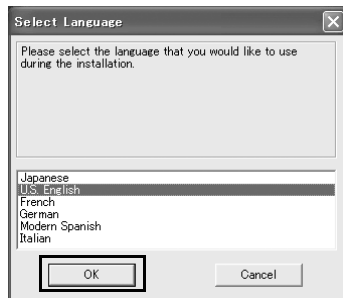 Select Language
Please select the language that you would like to use
during the installation.
Japanese
U.S. English
French
German
Modern Spanish
Italian
OK
Cancel